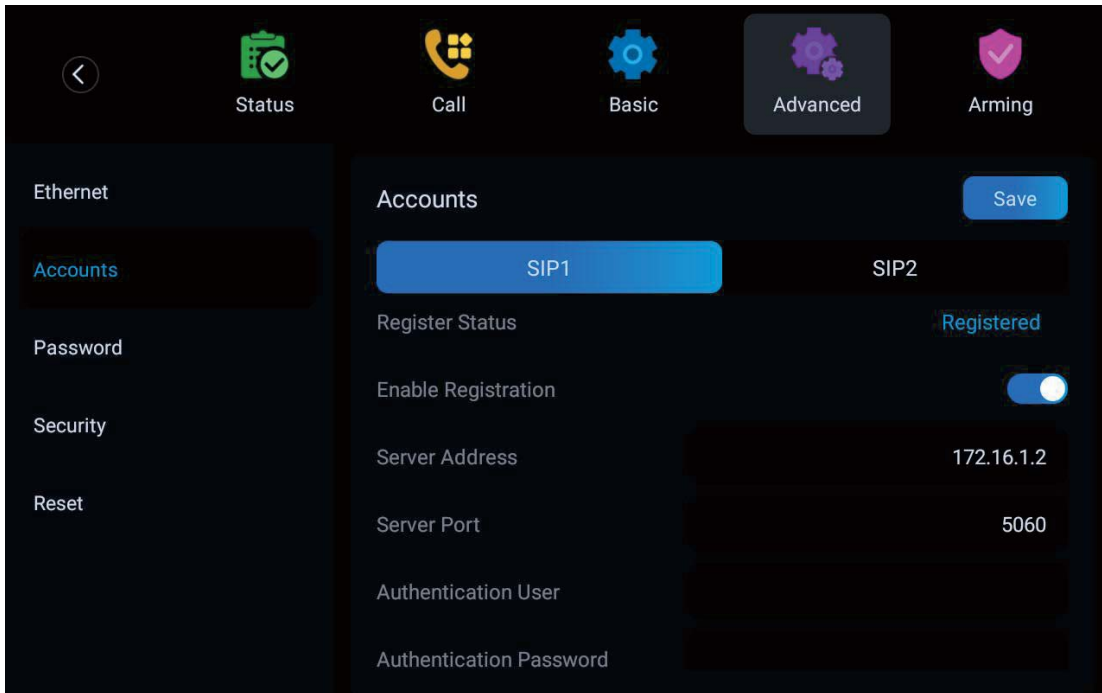 Status
Call
Basic
Advanced
Arming
Ethernet
Accounts
Password
Security
Reset
Accounts
Save
SIP1
SIP2
Register Status
Registered
Enable Registration
Server Address
172.16.1.2
Server Port
5060
Authentication User
Authentication Password